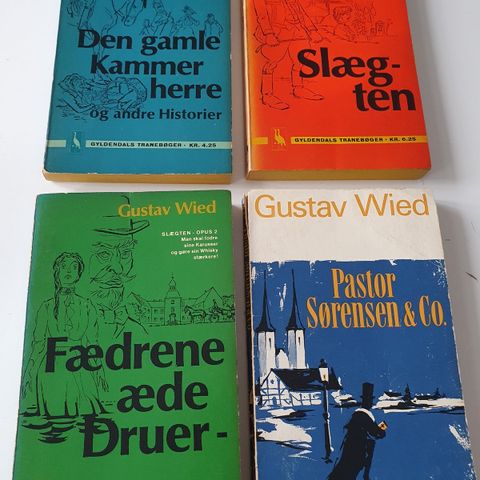 Den gamle
Kammer
herre
og andre Historier
GYLDENDALS TRANEBØGER · KR. 4.25
Slæg-
ten
GYLDENDALS TRANEBØGER · KR. 6.25
Gustav Wied
SLÆGTEN - OPUS 2
Man skal fodre
sine Karusser
og gøre sin Whisky
stærkere!
Fædrene
æde
Druer-
Gustav Wied
Pastor
Sørensen & Co.